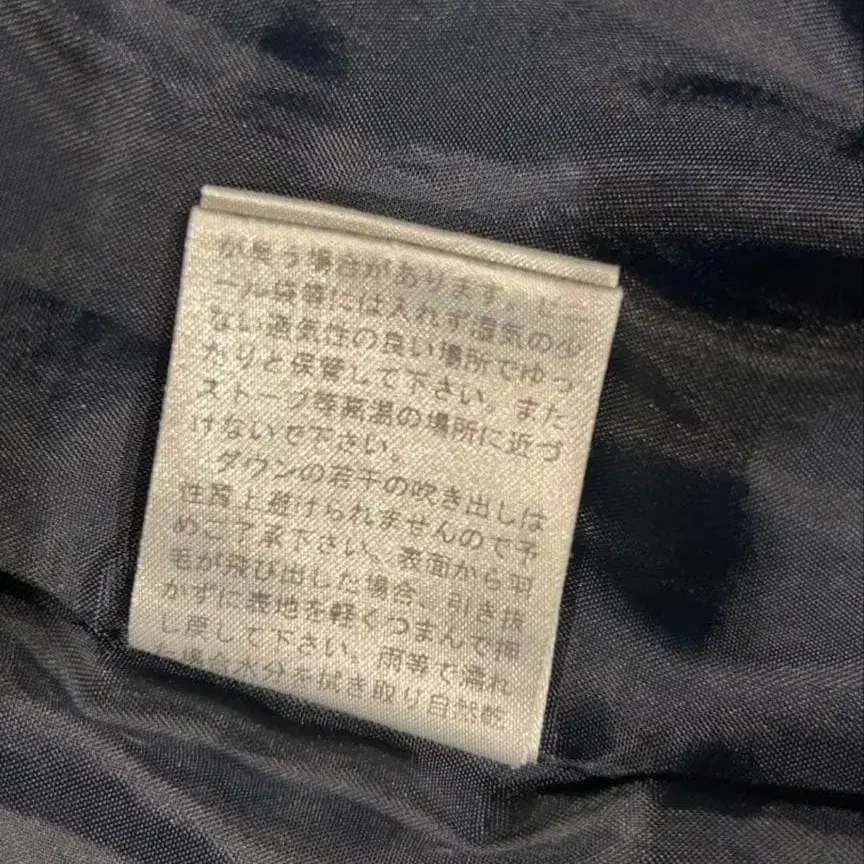 が臭う場合があります。ビニ
ール袋等には入れず湿気の少
ない通気性の良い場所でゆっ
たりと保管して下さい。また
ストーブ等高温の場所に近づ
けないで下さい。
ダウンの若干の吹き出しは
性質上避けられませんので予
めご了承下さい、表面から羽
毛が飛び出した場合、引き抜
かずに表地を軽くつまんで押
し戻して下さい。雨等で濡れ
た場合水分を拭き取り自然乾